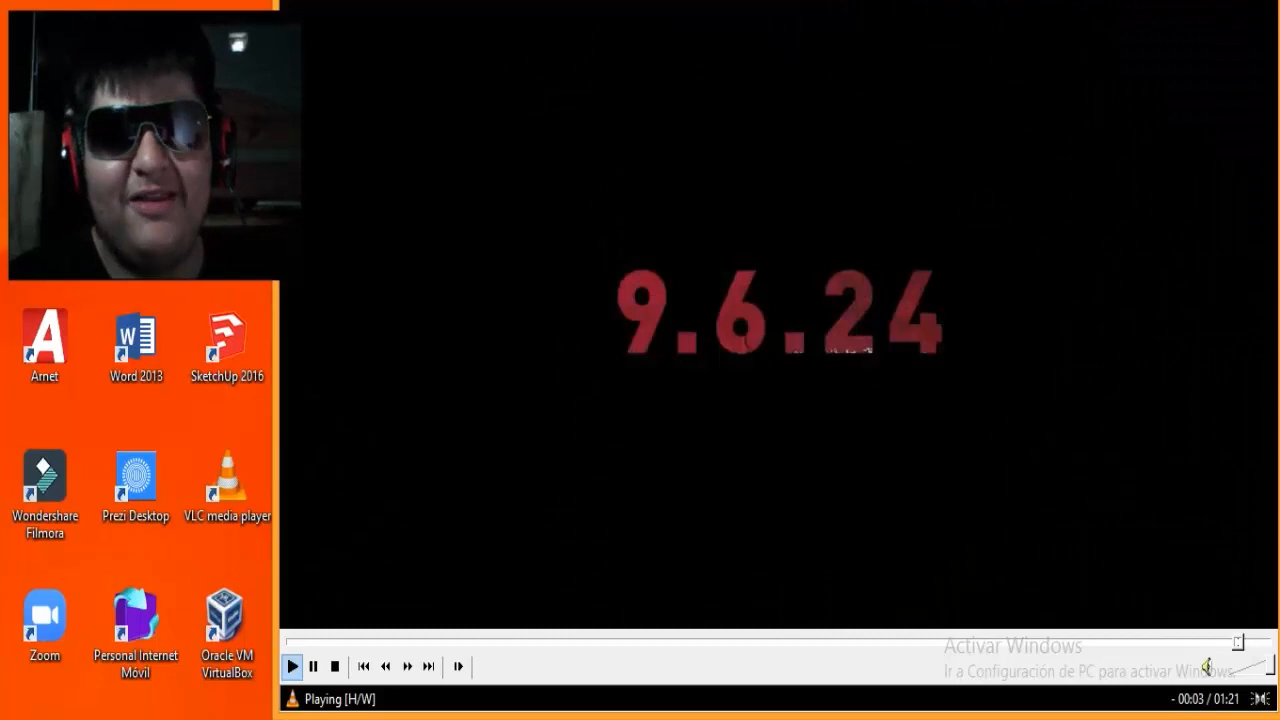 9.6.24
Arnet
Word 2013
SketchUp 2016
Wondershare
Filmora
Prezi Desktop
VLC media player
Zoom
Personal Internet
Móvil
Oracle VM
VirtualBox
Activar Windows
Ir a Configuración de PC para activar Windows.
Playing [H/W]
- 00:03 / 01:21